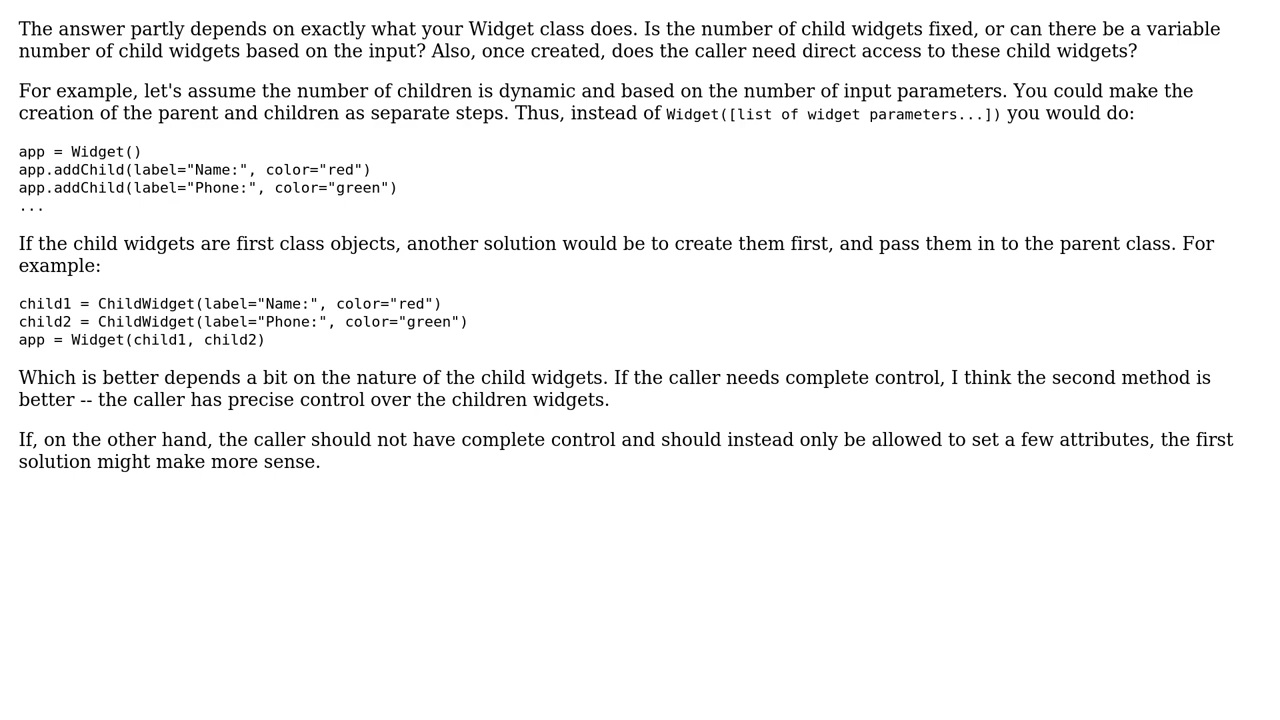 The answer partly depends on exactly what your Widget class does. Is the number of child widgets fixed, or can there be a variable
number of child widgets based on the input? Also, once created, does the caller need direct access to these child widgets?
For example, let's assume the number of children is dynamic and based on the number of input parameters. You could make the
creation of the parent and children as separate steps. Thus, instead of Widget([list of widget parameters...]) you would do:
app = Widget()
app.addChild(label="Name:", color="red")
app.addChild(label="Phone:", color="green")
...
If the child widgets are first class objects, another solution would be to create them first, and pass them in to the parent class. For
example:
child1 = ChildWidget(label="Name:", color="red")
child2 = ChildWidget(label="Phone:", color="green")
app = Widget(child1, child2)
Which is better depends a bit on the nature of the child widgets. If the caller needs complete control, I think the second method is
better -- the caller has precise control over the children widgets.
If, on the other hand, the caller should not have complete control and should instead only be allowed to set a few attributes, the first
solution might make more sense.